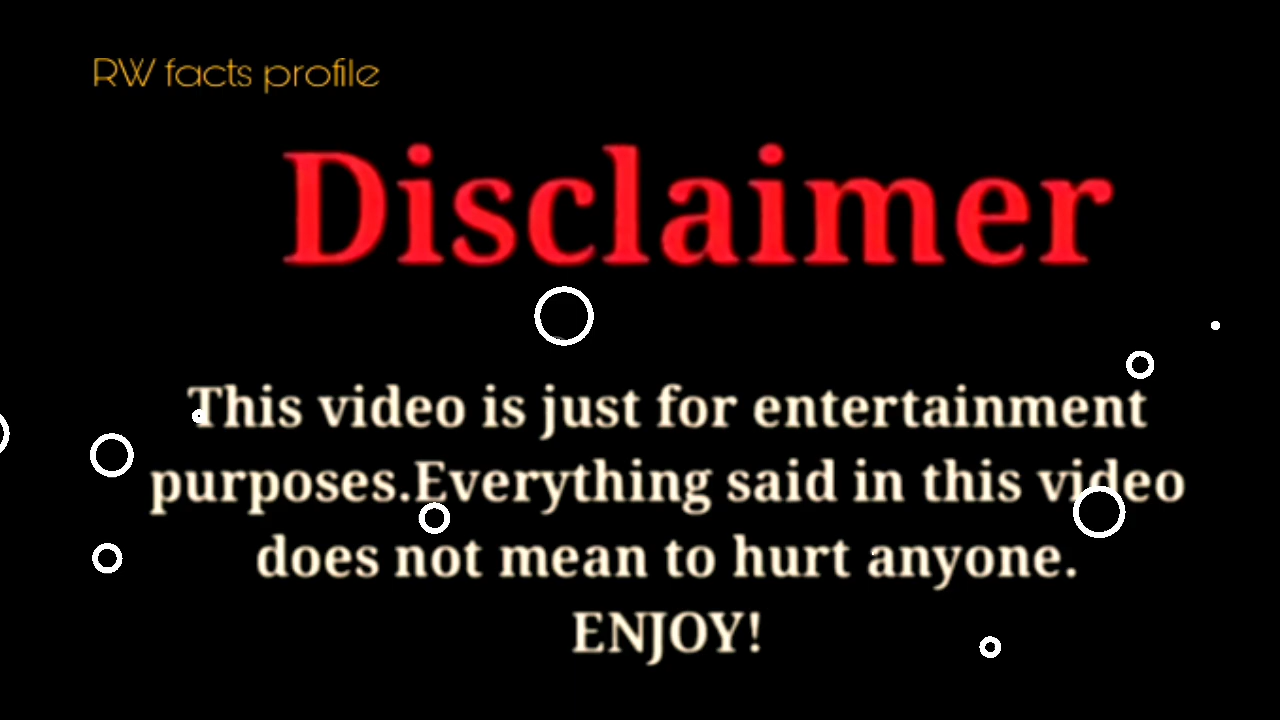 RW facts profile
Disclaimer
This video is just for entertainment
purposes.Everything said in this video
does not mean to hurt anyone.
ENJOY!